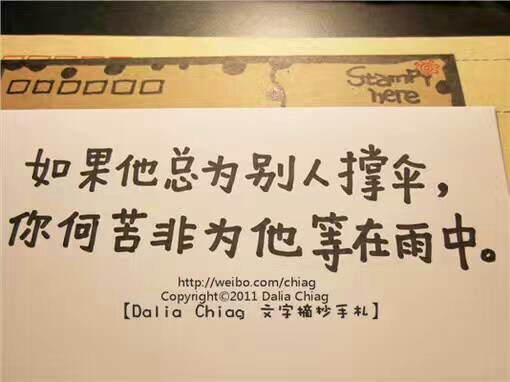 Stamp
here
如果他总为别人撑伞，
你何苦非为他等在雨中。
http://weibo.com/chiag
Copyright©2011 Dalia Chiag
【Dalia Chiag 文字摘抄手札】